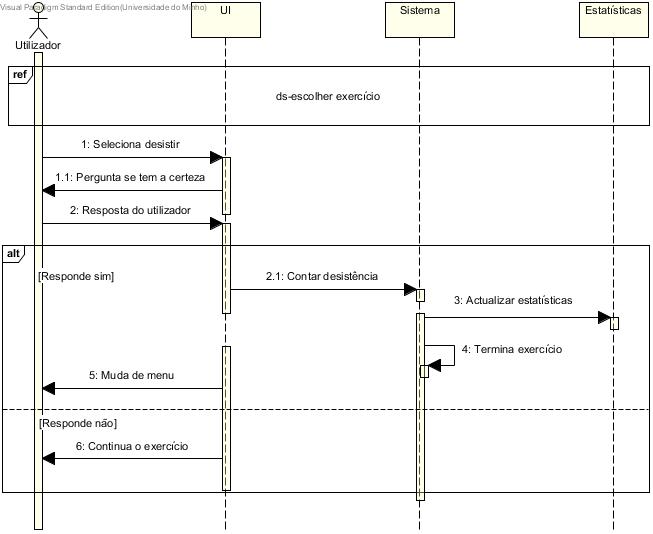 Visual Paradigm Standard Edition(Universidade do Minho)
UI
Sistema
Estatísticas
Utilizador
ref
ds-escolher exercício
1: Seleciona desistir
1.1: Pergunta se tem a certeza
2: Resposta do utilizador
alt
[Responde sim]
2.1: Contar desistência
3: Actualizar estatísticas
4: Termina exercício
5: Muda de menu
[Responde não]
6: Continua o exercício